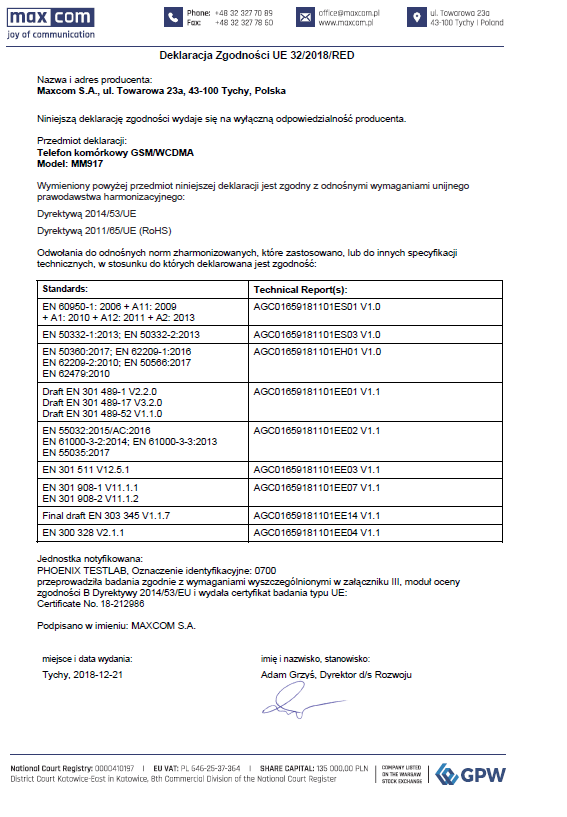 max com
joy of communication
Phone: +48 32 327 70 89
Fax: +48 32 327 78 60
office@maxcom.pl
www.maxcom.pl
ul. Towarowa 23a
43-100 Tychy | Poland
Deklaracja Zgodności UE 32/2018/RED
Nazwa i adres producenta:
Maxcom S.A., ul. Towarowa 23a, 43-100 Tychy, Polska
Niniejszą deklarację zgodności wydaje się na wyłączną odpowiedzialność producenta.
Przedmiot deklaracji:
Telefon komórkowy GSM/WCDMA
Model: MM917
Wymieniony powyżej przedmiot niniejszej deklaracji jest zgodny z odnośnymi wymaganiami unijnego
prawodawstwa harmonizacyjnego:
Dyrektywą 2014/53/UE
Dyrektywą 2011/65/UE (RoHS)
Odwołania do odnośnych norm zharmonizowanych, które zastosowano, lub do innych specyfikacji
technicznych, w stosunku do których deklarowana jest zgodność:
Standards: Technical Report(s):
EN 60950-1: 2006 + A11: 2009 AGC01659181101ES01 V1.0
+ A1: 2010 + A12: 2011 + A2: 2013
EN 50332-1:2013; EN 50332-2:2013 AGC01659181101ES03 V1.0
EN 50360:2017; EN 62209-1:2016 AGC01659181101EH01 V1.0
EN 62209-2:2010; EN 50566:2017
EN 62479:2010
Draft EN 301 489-1 V2.2.0 AGC01659181101EE01 V1.1
Draft EN 301 489-17 V3.2.0
Draft EN 301 489-52 V1.1.0
EN 55032:2015/AC:2016 AGC01659181101EE02 V1.1
EN 61000-3-2:2014; EN 61000-3-3:2013
EN 55035:2017
EN 301 511 V12.5.1 AGC01659181101EE03 V1.1
EN 301 908-1 V11.1.1 AGC01659181101EE07 V1.1
EN 301 908-2 V11.1.2
Final draft EN 303 345 V1.1.7 AGC01659181101EE14 V1.1
EN 300 328 V2.1.1 AGC01659181101EE04 V1.1
Jednostka notyfikowana:
PHOENIX TESTLAB, Oznaczenie identyfikacyjne: 0700
przeprowadziła badania zgodnie z wymaganiami wyszczególnionymi w załączniku III, moduł oceny
zgodności B Dyrektywy 2014/53/EU i wydała certyfikat badania typu UE:
Certificate No. 18-212986
Podpisano w imieniu: MAXCOM S.A.
miejsce i data wydania: imię i nazwisko, stanowisko:
Tychy, 2018-12-21 Adam Grzyś, Dyrektor d/s Rozwoju
National Court Registry: 0000410197 | EU VAT: PL 646-25-37-364 | SHARE CAPITAL: 135 000,00 PLN
District Court Katowice-East in Katowice, 8th Commercial Division of the National Court Register
COMPANY LISTED
ON THE WARSAW
STOCK EXCHANGE
GPW